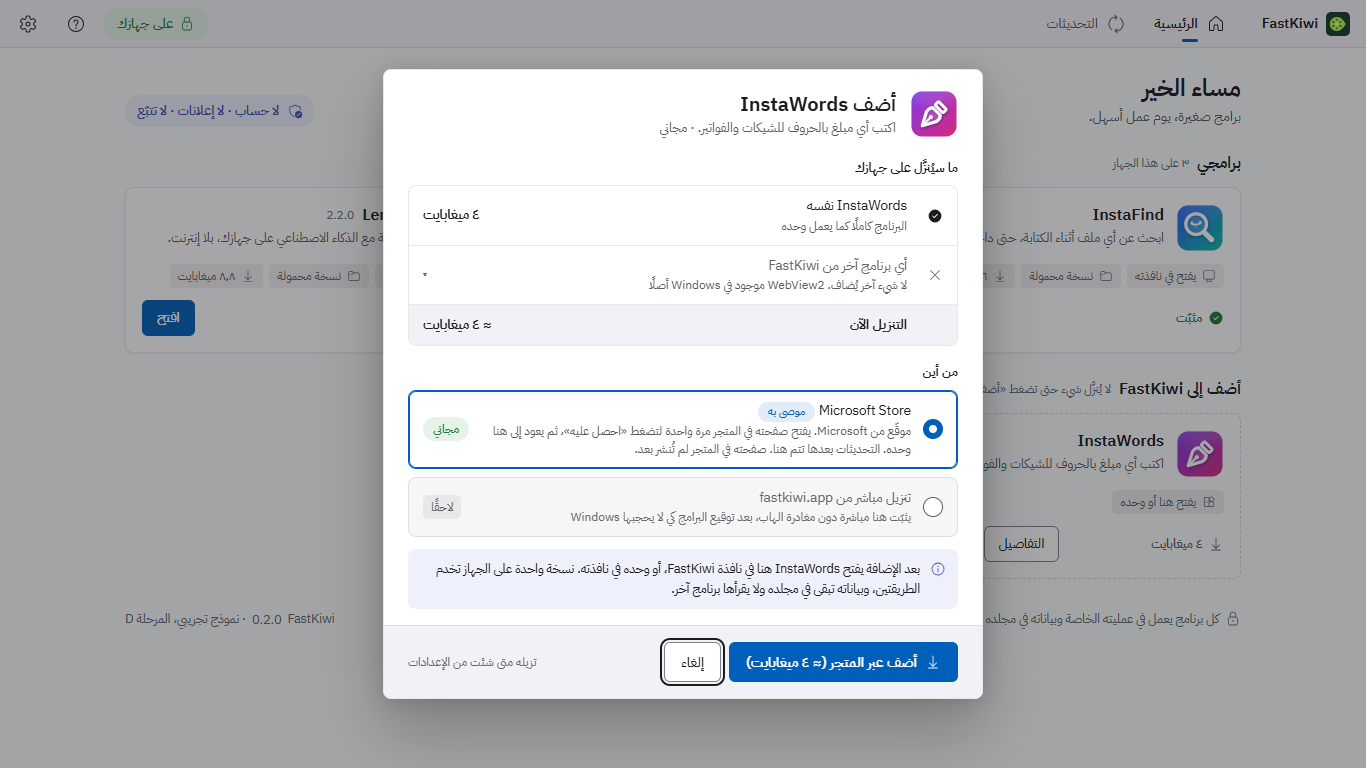 FastKiwi
الرئيسية
التحديثات
على جهازك
مساء الخير
برامج صغيرة، يوم عمل أسهل.
لا حساب · لا إعلانات · لا تتبّع
برامجي ٣ على هذا الجهاز
InstaFind
ابحث عن أي ملف أثناء الكتابة، حتى
يفتح في نافذته
نسخة محمولة
مثبّت
2.2.0
مع الذكاء الاصطناعي على جهازك، بلا إنترنت.
نسخة محمولة
٨٫٨ ميغابايت
افتح
أضف إلى FastKiwi لا يُنزَّل شيء حتى تضغط
InstaWords
اكتب أي مبلغ بالحروف للشيكات
يفتح هنا أو وحده
٤ ميغابايت
التفاصيل
كل برنامج يعمل في عمليته الخاصة وبياناته في مجلده
FastKiwi 0.2.0 · نموذج تجريبي، المرحلة D
أضف InstaWords
اكتب أي مبلغ بالحروف للشيكات والفواتير. · مجاني
ما سيُنزَّل على جهازك
InstaWords نفسه
البرنامج كاملًا كما يعمل وحده
٤ ميغابايت
أي برنامج آخر من FastKiwi
لا شيء آخر يُضاف. WebView2 موجود في Windows أصلًا
٠
التنزيل الآن
≈ ٤ ميغابايت
من أين
Microsoft Store موصى به
موقّع من Microsoft. يفتح صفحته في المتجر مرة واحدة لتضغط «احصل عليه»، ثم يعود إلى هنا
وحده. التحديثات بعدها تتم هنا. صفحته في المتجر لم تُنشر بعد.
مجاني
تنزيل مباشر من fastkiwi.app
يثبّت هنا مباشرة دون مغادرة الهاب، بعد توقيع البرامج كي لا يحجبها Windows
لاحقًا
بعد الإضافة يفتح InstaWords هنا في نافذة FastKiwi، أو وحده في نافذته. نسخة واحدة على الجهاز تخدم
الطريقتين، وبياناته تبقى في مجلده ولا يقرأها برنامج آخر.
أضف عبر المتجر (≈ ٤ ميغابايت)
إلغاء
تزيله متى شئت من الإعدادات